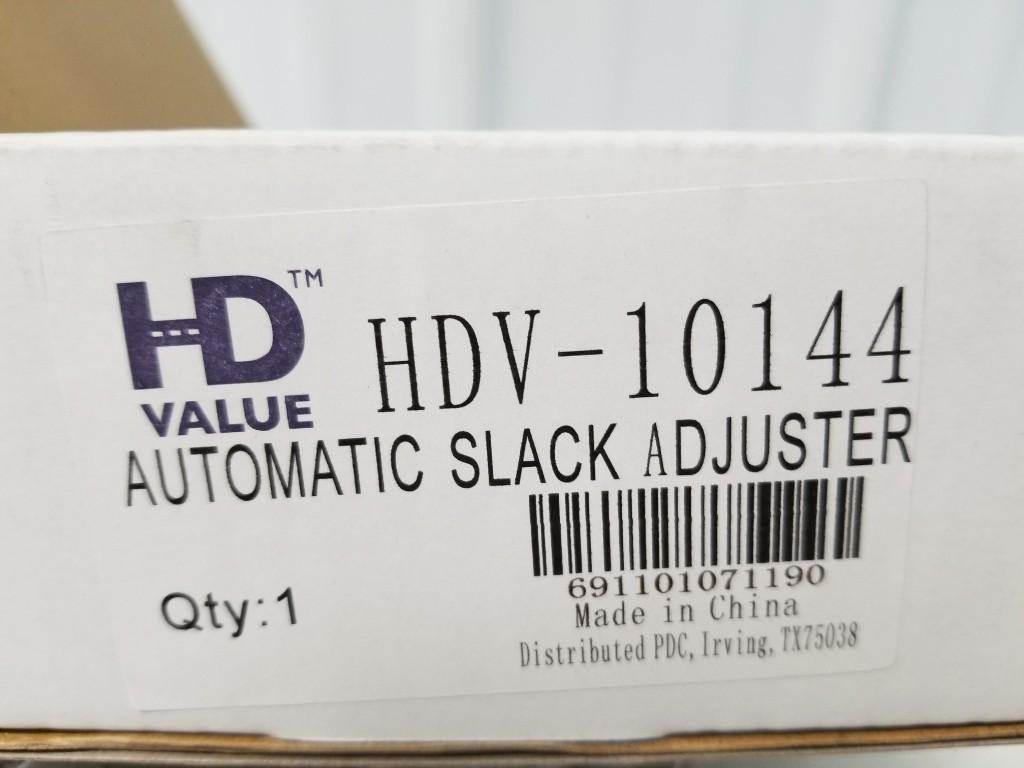 HD™
VALUE
HDV-10144
AUTOMATIC SLACK ADJUSTER
691101071190
Qty:1
Made in China
Distributed PDC, Irving, TX75038